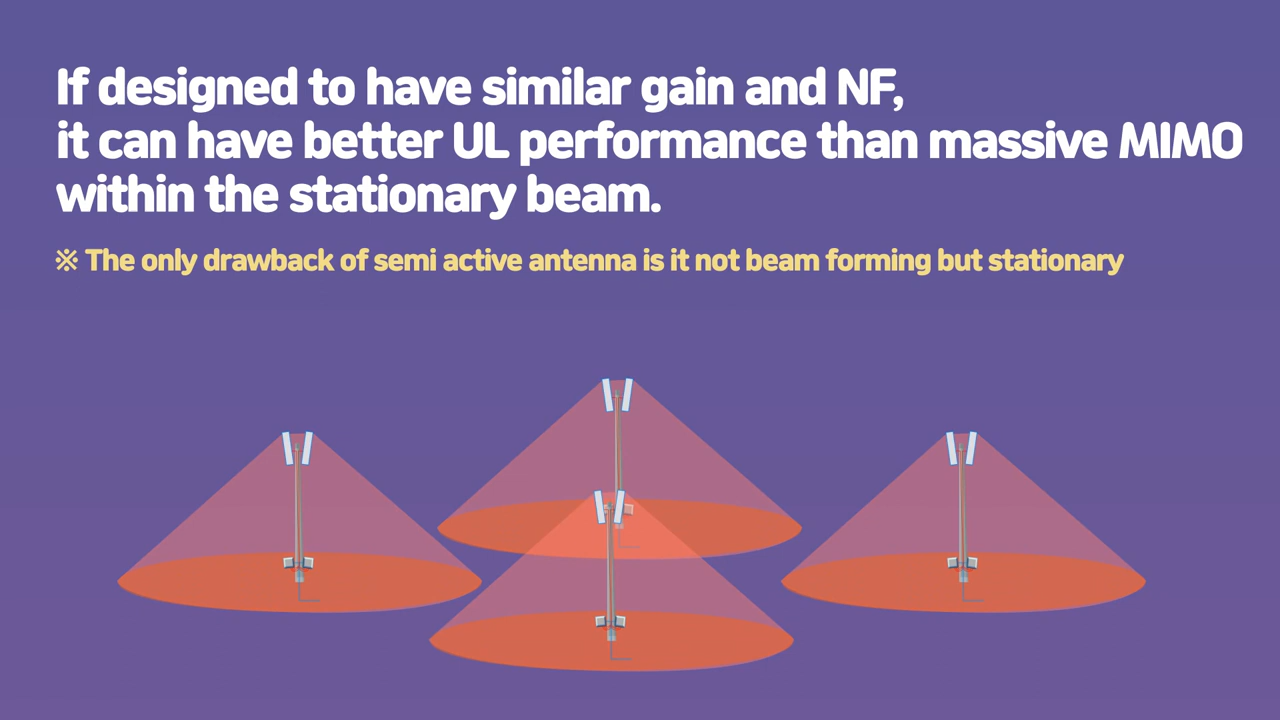 If designed to have similar gain and NF,
it can have better UL performance than massive MIMO
within the stationary beam.
※ The only drawback of semi active antenna is it not beam forming but stationary